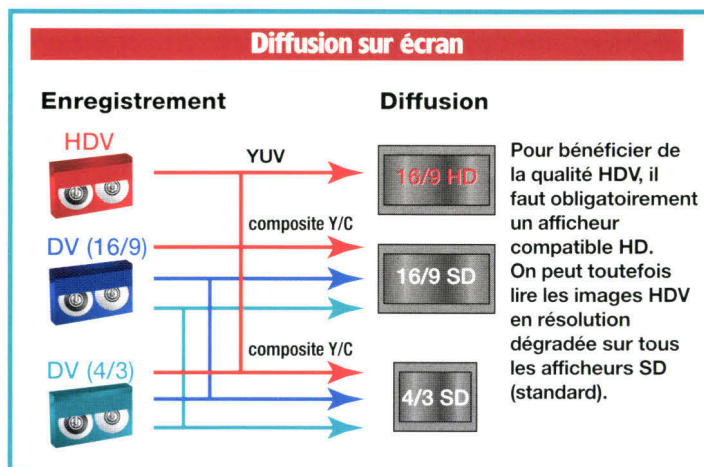 Diffusion sur écran
Enregistrement
Diffusion
HDV
YUV
16/9 HD
composite Y/C
DV (16/9)
16/9 SD
composite Y/C
DV (4/3)
4/3 SD
Pour bénéficier de
la qualité HDV, il
faut obligatoirement
un afficheur
compatible HD.
On peut toutefois
lire les images HDV
en résolution
dégradée sur tous
les afficheurs SD
(standard).